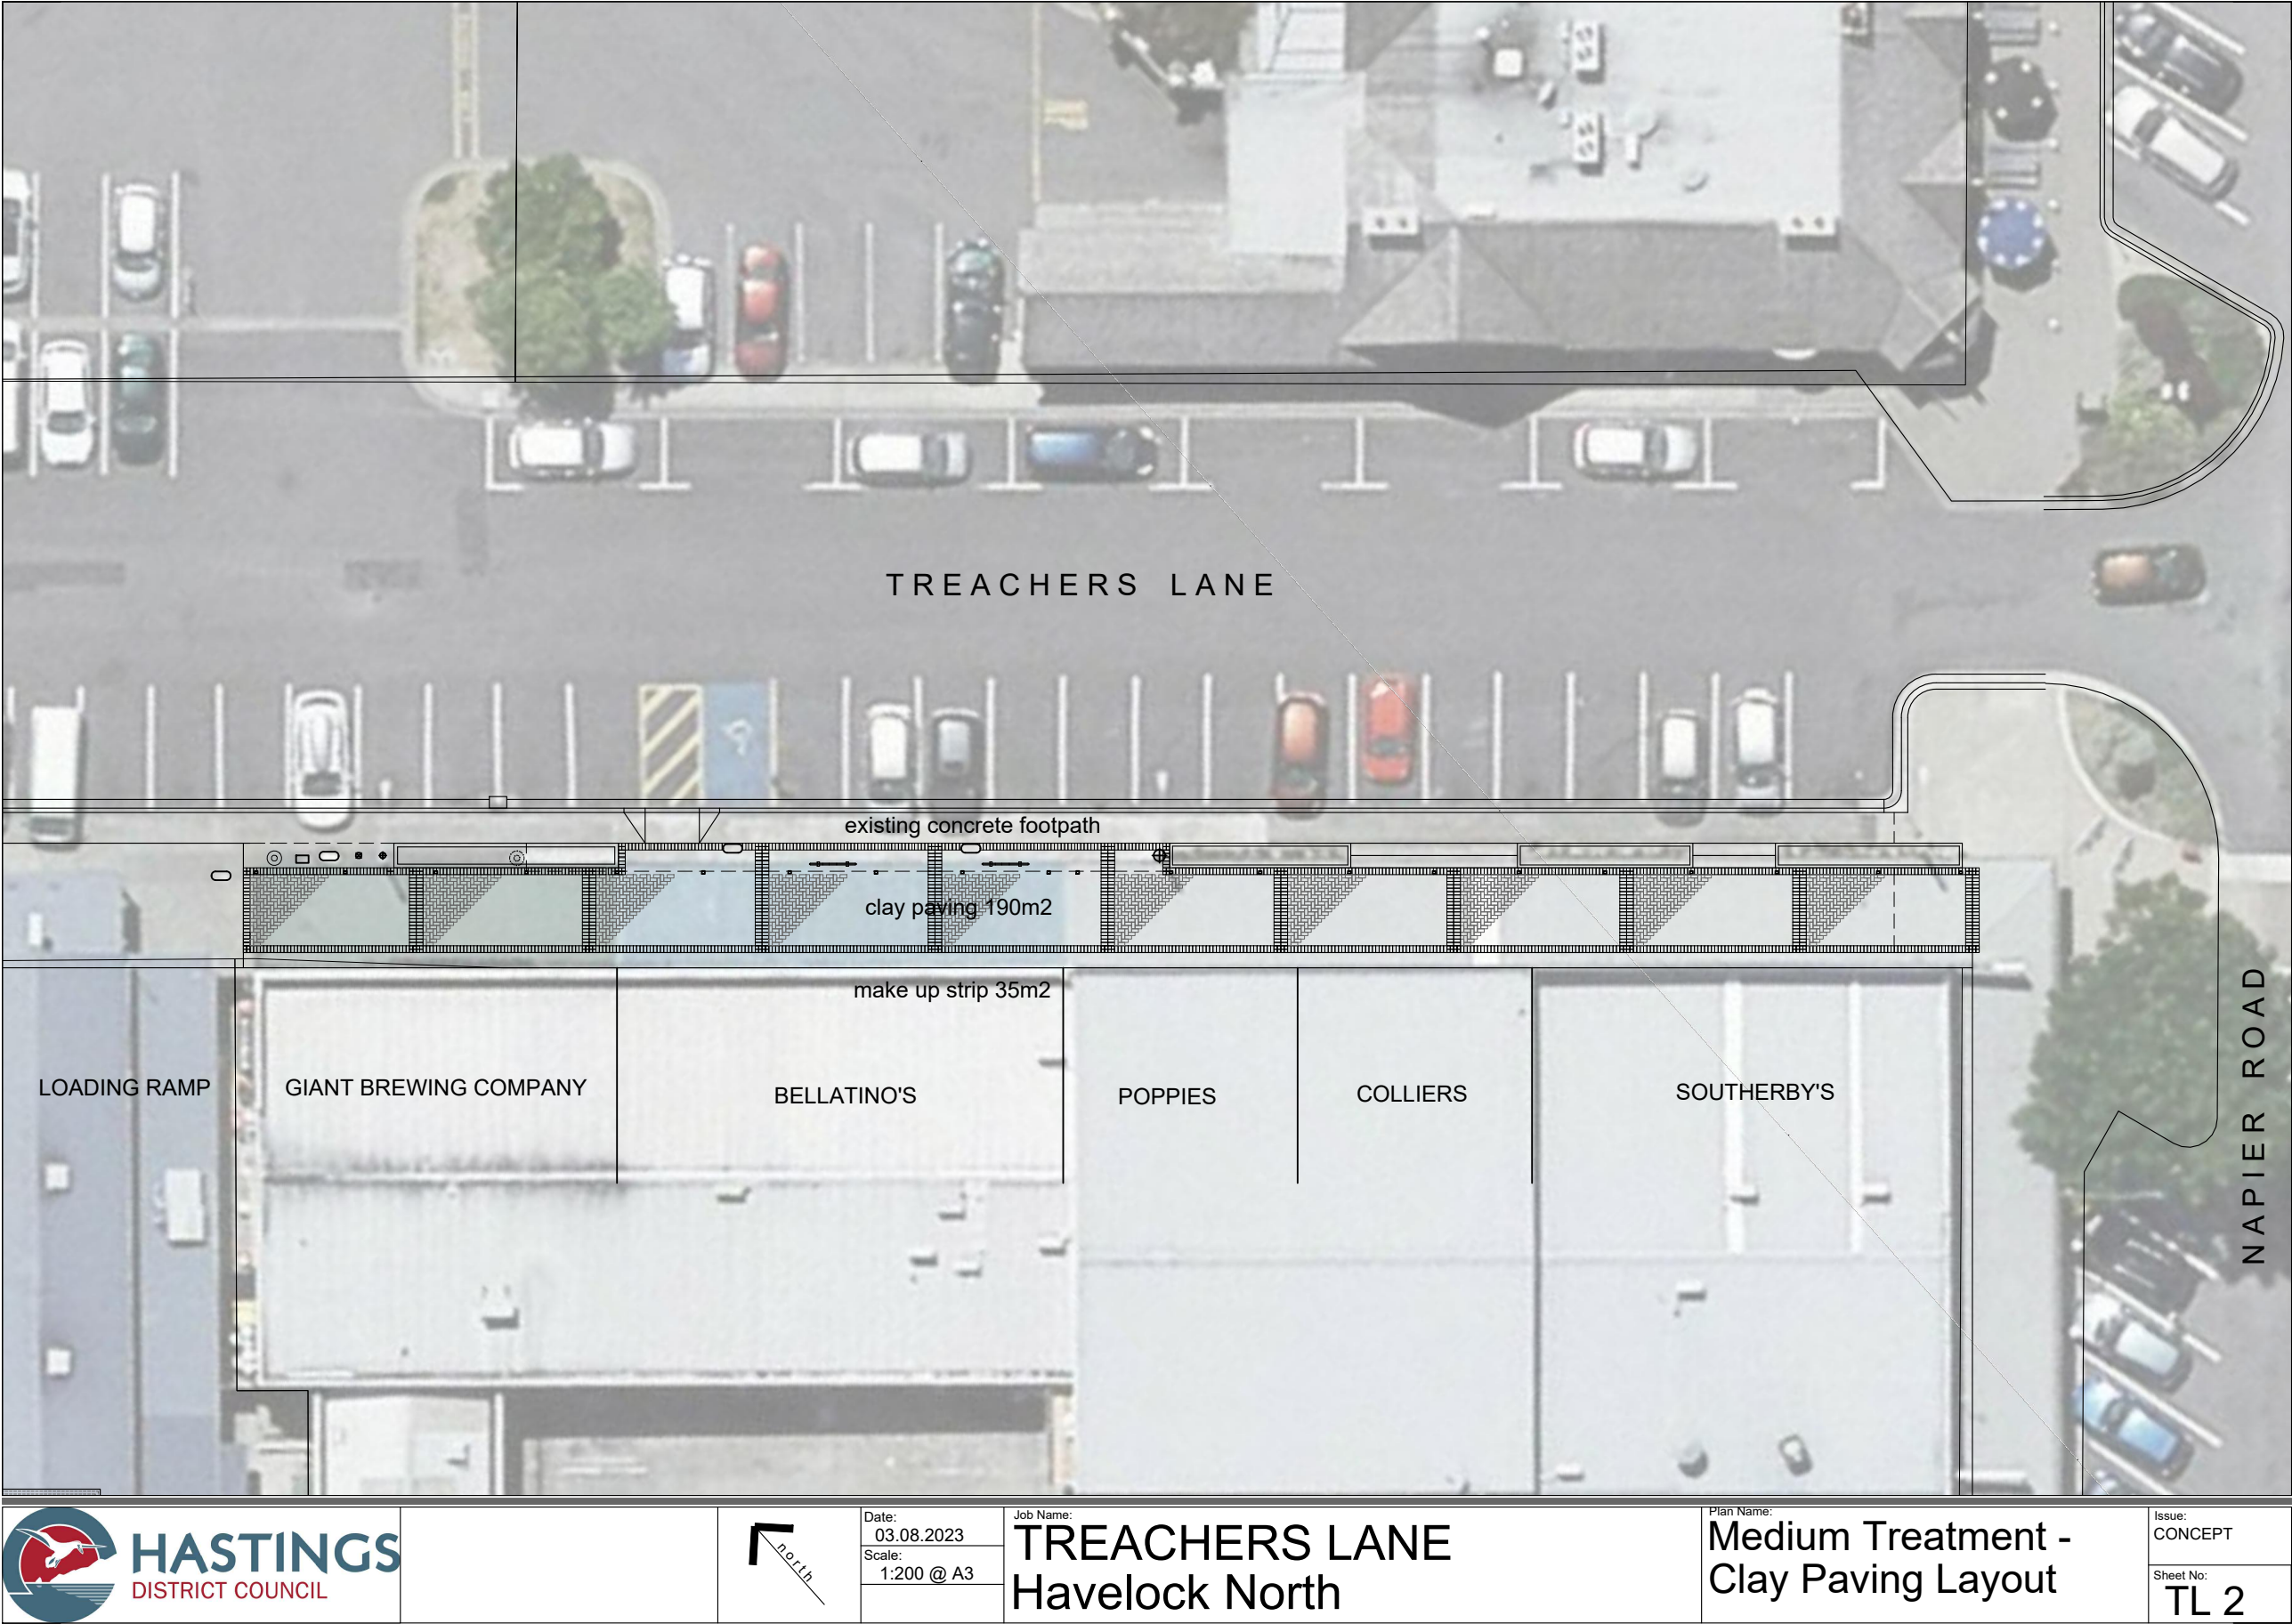 TREACHERS LANE
existing concrete footpath
clay paving 190m2
make up strip 35m2
LOADING RAMP
GIANT BREWING COMPANY
BELLATINO'S
POPPIES
COLLIERS
SOUTHERBY'S
NAPIER ROAD
HASTINGS
DISTRICT COUNCIL
north
Date:
03.08.2023
Scale:
1:200 @ A3
Job Name:
TREACHERS LANE
Havelock North
Plan Name:
Medium Treatment -
Clay Paving Layout
Issue:
CONCEPT
Sheet No:
TL 2